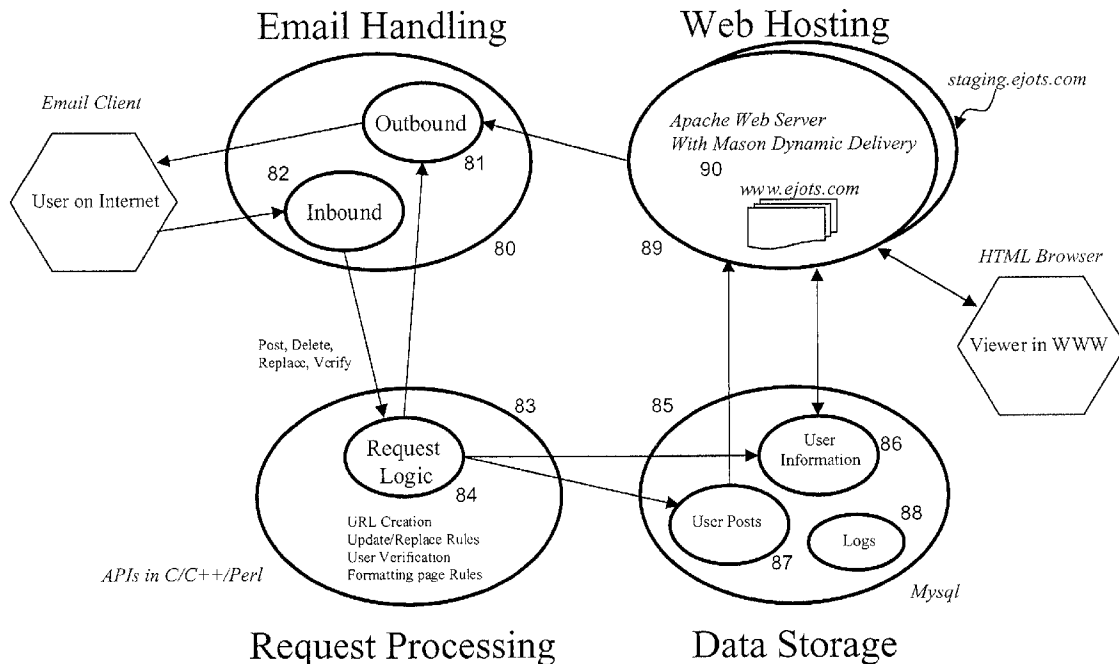 Email Handling
Web Hosting
Email Client
staging.ejots.com
Outbound
81
82
Inbound
User on Internet
80
Apache Web Server
With Mason Dynamic Delivery
90
www.ejots.com
89
HTML Browser
Viewer in WWW
Post, Delete,
Replace, Verify
83
85
Request
Logic
84
User
Information
86
URL Creation
Update/Replace Rules
User Verification
Formatting page Rules
User Posts
87
88
Logs
APIs in C/C++/Perl
Mysql
Request Processing
Data Storage